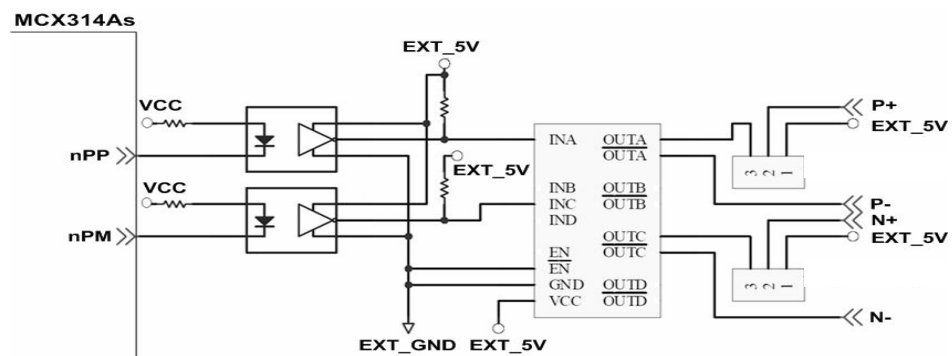 MCX314As
EXT_5V
VCC
nPP
P+
EXT_5V
INA OUTA
OUTA
3 2 1
EXT_5V
VCC
INB OUTB
INC OUTB
IND
P-
N+
nPM
OUTC
EXT_5V
EN OUTC
EN
GND OUTD
VCC OUTD
3 2 1
N-
EXT_GND EXT_5V